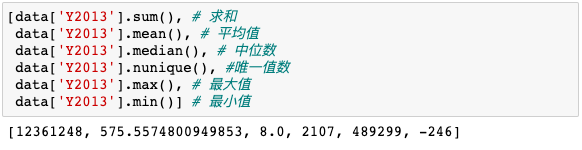 [data['Y2013'].sum(), # 求和
data['Y2013'].mean(), # 平均值
data['Y2013'].median(), # 中位数
data['Y2013'].nunique(), #唯一值数
data['Y2013'].max(), # 最大值
data['Y2013'].min()] # 最小值
[12361248, 575.5574800949853, 8.0, 2107, 489299, -246]